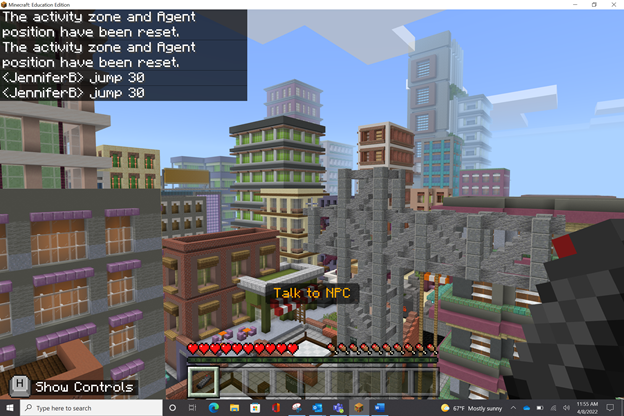 Minecraft: Education Edition
The activity zone and Agent
position have been reset.
The activity zone and Agent
position have been reset.
<JenniferB> jump 30
<JenniferB> jump 30
Talk to NPC
H Show Controls
Type here to search
67°F Mostly sunny
11:55 AM
4/8/2022